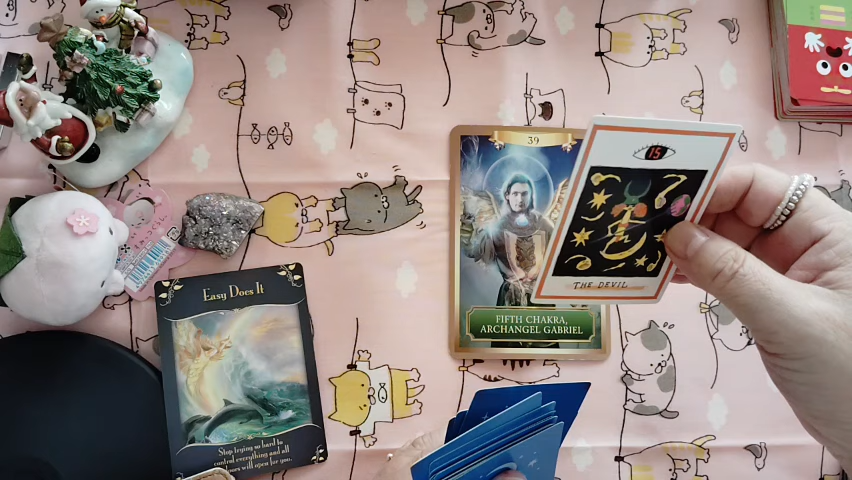 39
15
THE DEVIL
FIFTH CHAKRA,
ARCHANGEL GABRIEL
Easy Does It
Stop trying so hard to
control everything and all
doors will open for you.